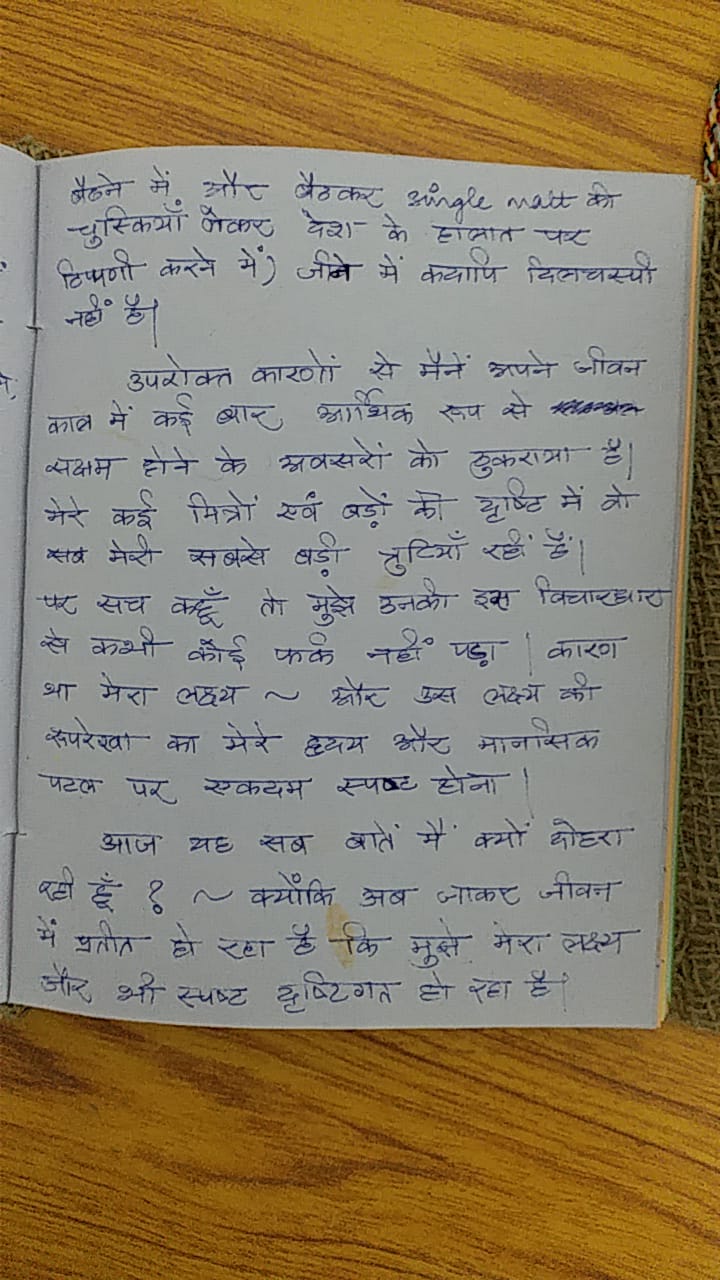 बैठने में और बैठकर single malt की
चुस्कियाँ लेकर देश के हालात पर
टिप्पणी करने में) जीने में कदापि दिलचस्पी
नहीं है|
उपरोक्त कारणों से मैनें अपने जीवन
काल में कई बार, आर्थिक रूप से
सक्षम होने के अवसरों को ठुकराया है|
मेरे कई मित्रों एवं बड़ों की दृष्टि में वो
सब मेरी सबसे बड़ी त्रुटियाँ रहीं हैं|
पर सच कहूँ तो मुझे उनकी इस विचारधारा
से कभी कोई फर्क नहीं पड़ा | कारण
था मेरा लक्ष्य ~ और उस लक्ष्य की
रूपरेखा का मेरे हृदय और मानसिक
पटल पर एकदम स्पष्ट होना |
आज यह सब बातें मैं क्यों दोहरा
रही हूँ ? ~ क्योंकि अब जाकर जीवन
में प्रतीत हो रहा है कि मुझे मेरा लक्ष्य
और भी स्पष्ट दृष्टिगत हो रहा है|